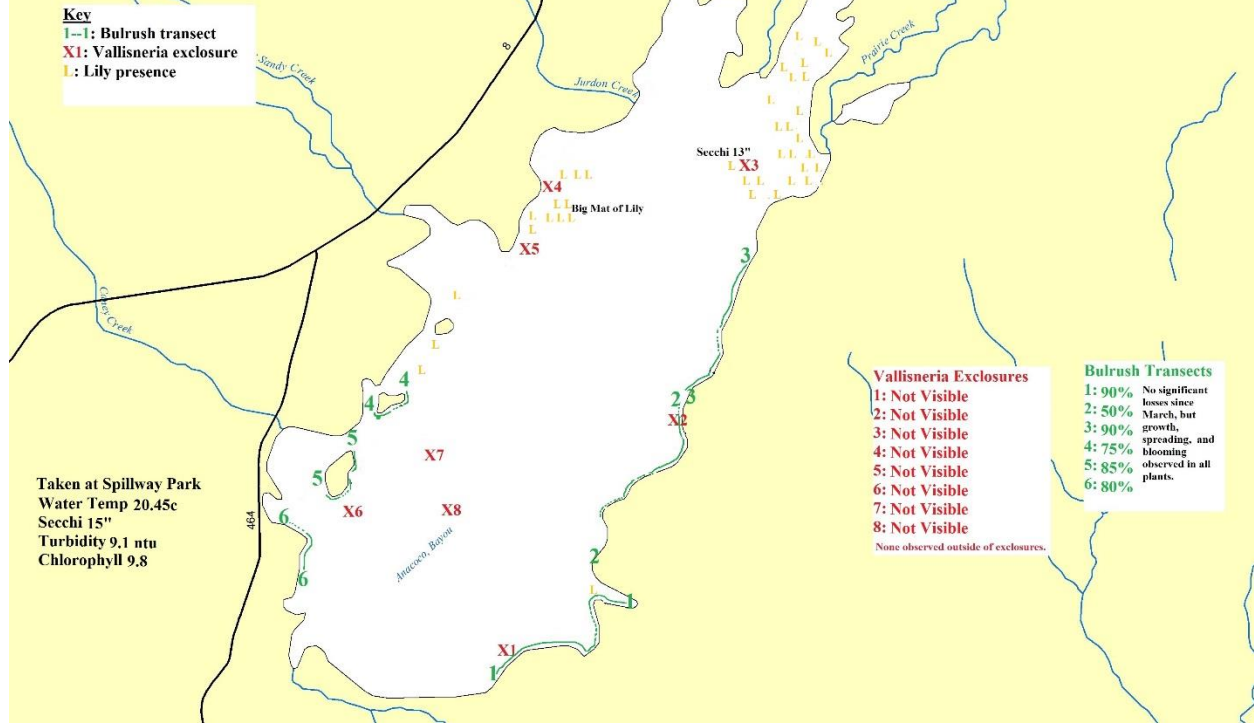 Key
1--1: Bulrush transect
X1: Vallisneria exclosure
L: Lily presence
8
Sandy Creek
Jurdon Creek
Prairie Creek
L
L
L
L
L
L
L
L
L
L
L L
L
Secchi 13"
L L L
L X3
L L
L L L L
L L
X4
L L L
L L
Big Mat of Lily
L L L L
L
X5
3
Caney Creek
L
L
L
4
4
2 3
X2
5
X7
5
X6
X8
6
464
Anacoco, Bayou
2
6
L
1
X1
1
Taken at Spillway Park
Water Temp 20.45c
Secchi 15"
Turbidity 9.1 ntu
Chlorophyll 9.8
Vallisneria Exclosures
1: Not Visible
2: Not Visible
3: Not Visible
4: Not Visible
5: Not Visible
6: Not Visible
7: Not Visible
8: Not Visible
None observed outside of exclosures.
Bulrush Transects
1: 90%
2: 50%
3: 90%
4: 75%
5: 85%
6: 80%
No significant
losses since
March, but
growth,
spreading, and
blooming
observed in all
plants.